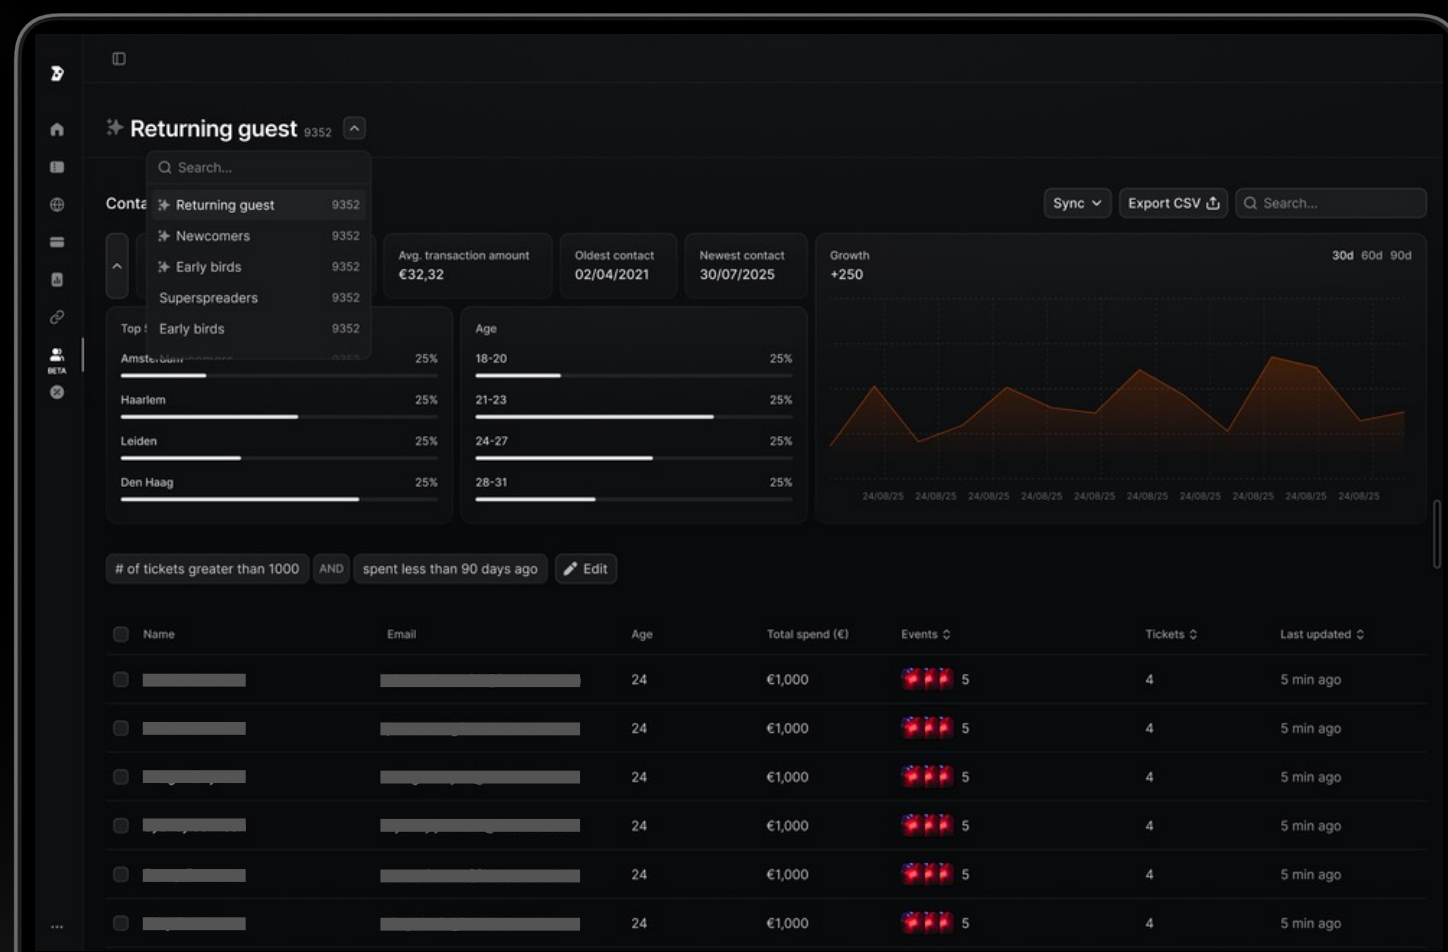 Returning guest 9352
Search...
Returning guest 9352
Newcomers 9352
Early birds 9352
Superspreaders 9352
Early birds 9352
Sync
Export CSV
Search...
Avg. transaction amount
€32,32
Oldest contact
02/04/2021
Newest contact
30/07/2025
Growth
+250
30d 60d 90d
Top
25%
Haarlem 25%
Leiden 25%
Den Haag 25%
Age
18-20 25%
21-23 25%
24-27 25%
28-31 25%
24/08/25 24/08/25 24/08/25 24/08/25 24/08/25 24/08/25 24/08/25 24/08/25 24/08/25 24/08/25
BETA
# of tickets greater than 1000 AND spent less than 90 days ago Edit
Name Email Age Total spend (€) Events Tickets Last updated
24 €1,000 5 4 5 min ago
24 €1,000 5 4 5 min ago
24 €1,000 5 4 5 min ago
24 €1,000 5 4 5 min ago
24 €1,000 5 4 5 min ago
24 €1,000 5 4 5 min ago